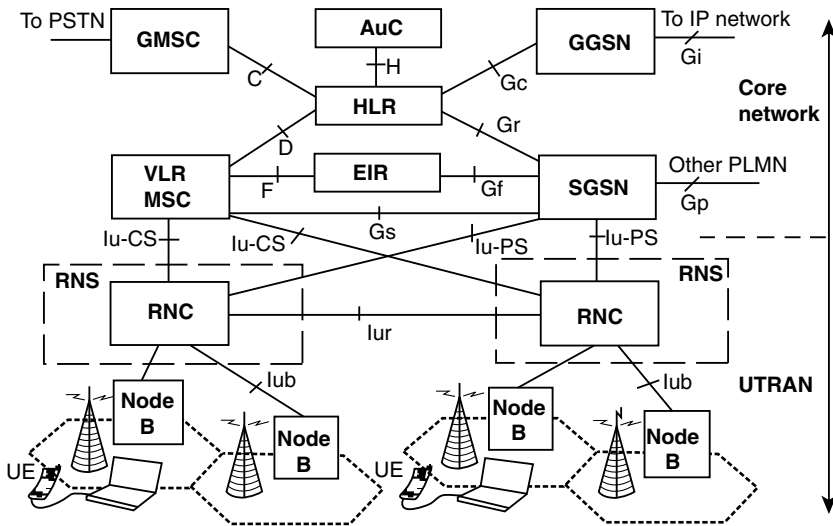 To PSTN
GMSC
AuC
GGSN
To IP network
Gi
C
H
Gc
Core
network
HLR
D
Gr
VLR
MSC
EIR
SGSN
Other PLMN
F
Gf
Gp
Gs
Iu-CS
Iu-CS
Iu-PS
Iu-PS
RNS
RNS
RNC
RNC
Iur
Iub
Iub
UTRAN
Node
B
Node
B
Node
B
Node
B
UE
UE